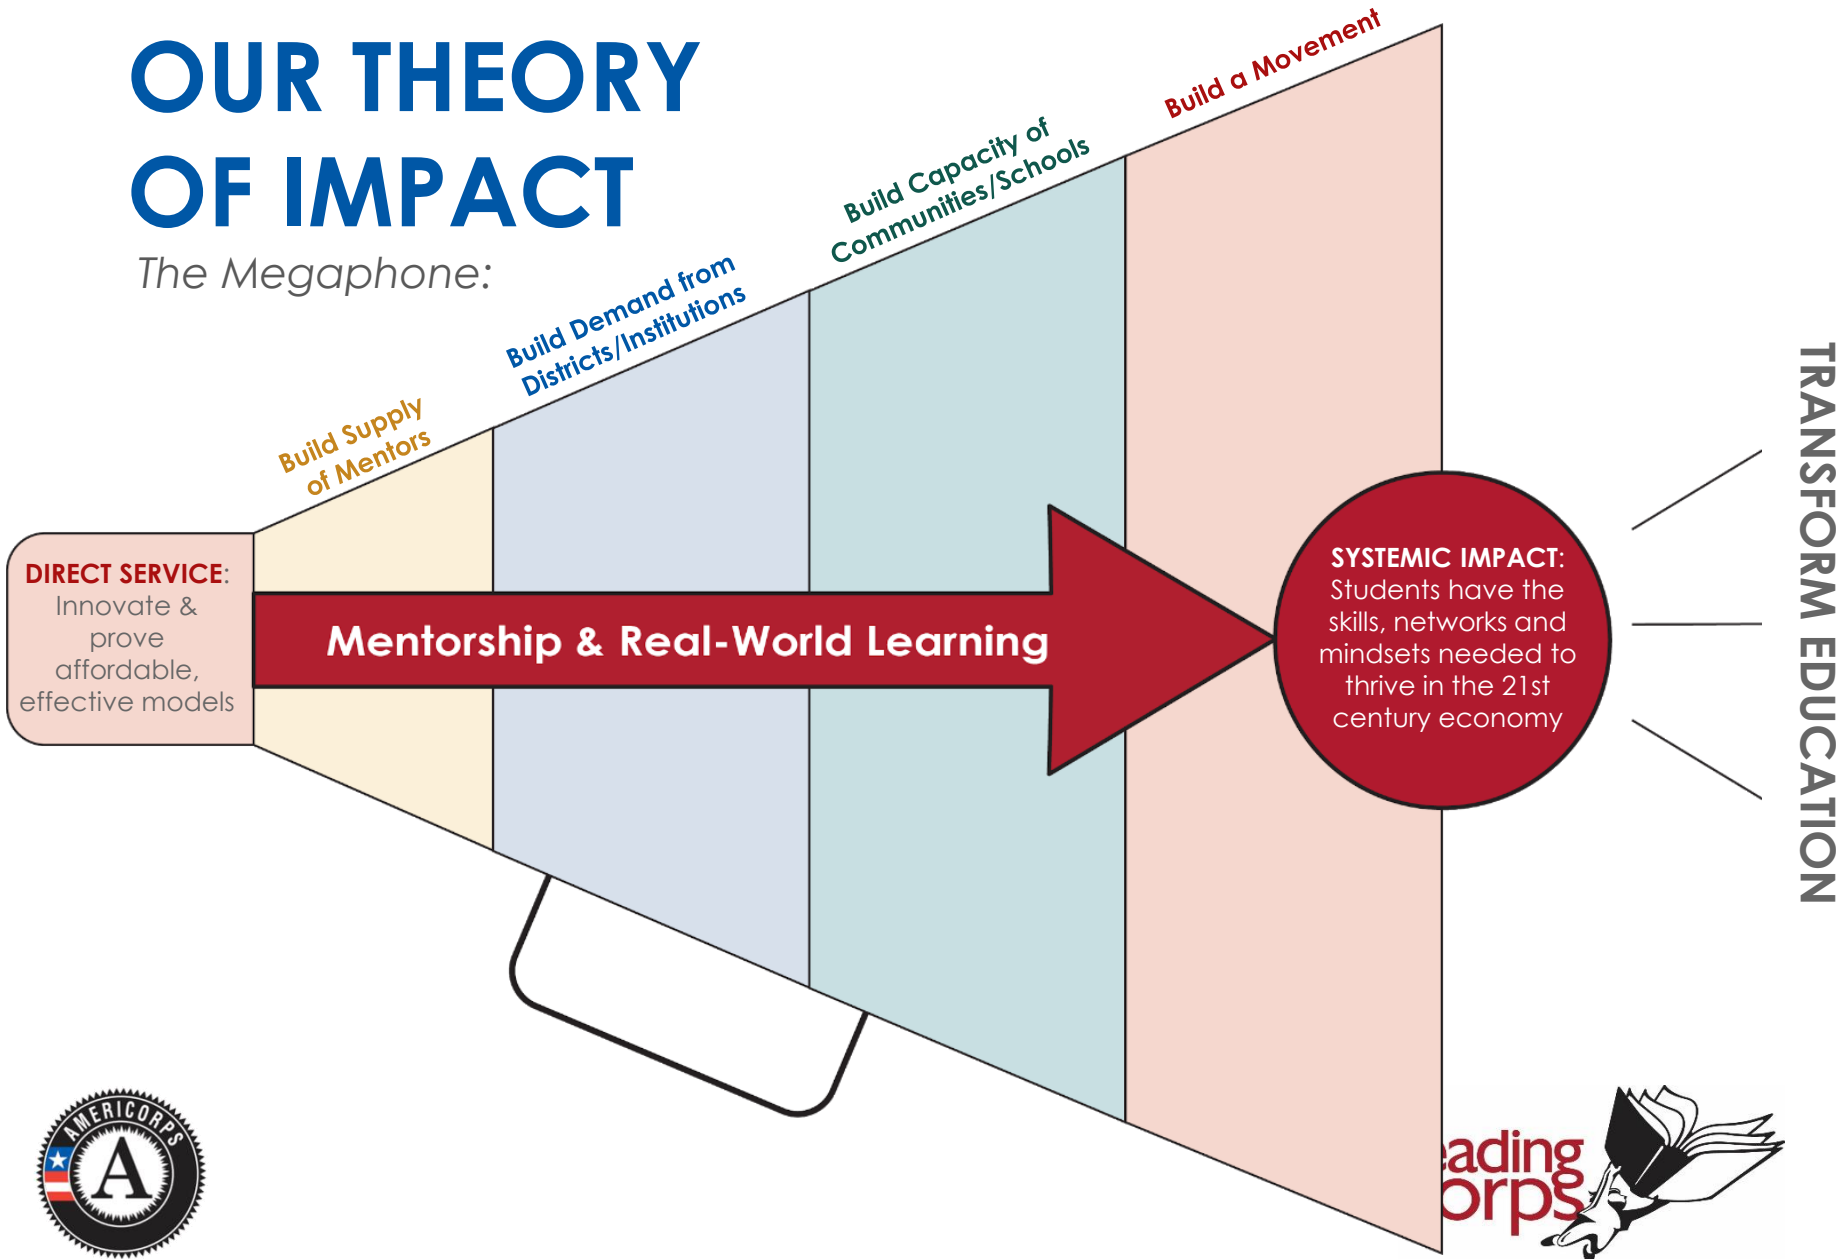 OUR THEORY
OF IMPACT
The Megaphone:
Build Supply
of Mentors
Build Demand from
Districts/Institutions
Build Capacity of
Communities/Schools
Build a Movement
DIRECT SERVICE:
Innovate &
prove
affordable,
effective models
Mentorship & Real-World Learning
SYSTEMIC IMPACT:
Students have the
skills, networks and
mindsets needed to
thrive in the 21st
century economy
TRANSFORM EDUCATION
AMERICORPS
A
eading
orps